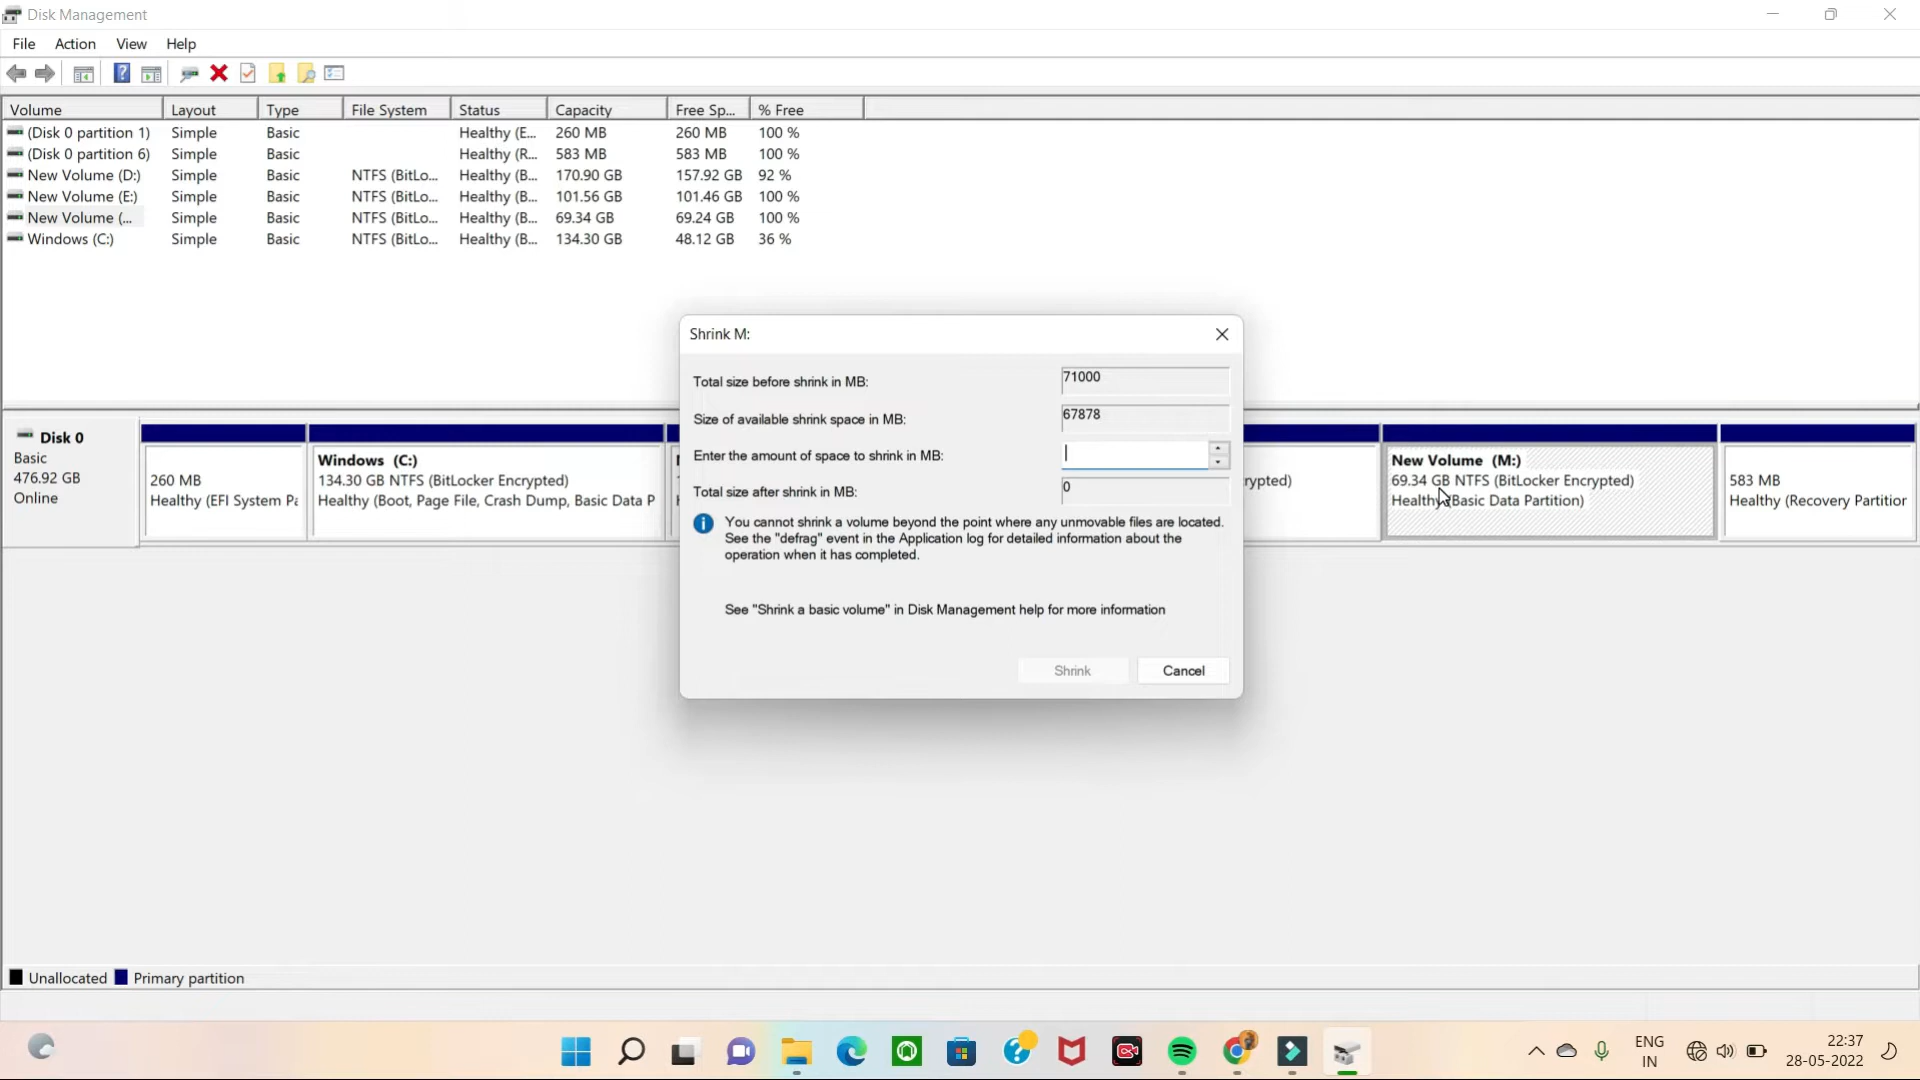 Disk Management
File Action View Help
Volume Layout Type File System Status Capacity Free Sp... % Free
(Disk 0 partition 1) Simple Basic Healthy (E... 260 MB 260 MB 100 %
(Disk 0 partition 6) Simple Basic Healthy (R... 583 MB 583 MB 100 %
New Volume (D:) Simple Basic NTFS (BitLo... Healthy (B... 170.90 GB 157.92 GB 92 %
New Volume (E:) Simple Basic NTFS (BitLo... Healthy (B... 101.56 GB 101.46 GB 100 %
New Volume (... Simple Basic NTFS (BitLo... Healthy (B... 69.34 GB 69.24 GB 100 %
Windows (C:) Simple Basic NTFS (BitLo... Healthy (B... 134.30 GB 48.12 GB 36 %
Shrink M:
Total size before shrink in MB: 71000
Size of available shrink space in MB: 67878
Enter the amount of space to shrink in MB:
Total size after shrink in MB: 0
You cannot shrink a volume beyond the point where any unmovable files are located.
See the "defrag" event in the Application log for detailed information about the
operation when it has completed.
See "Shrink a basic volume" in Disk Management help for more information
Shrink Cancel
Disk 0
Basic
476.92 GB
Online
260 MB
Healthy (EFI System Pa
Windows (C:)
134.30 GB NTFS (BitLocker Encrypted)
Healthy (Boot, Page File, Crash Dump, Basic Data P
rypted)
New Volume (M:)
69.34 GB NTFS (BitLocker Encrypted)
Healthy (Basic Data Partition)
583 MB
Healthy (Recovery Partition
Unallocated Primary partition
ENG
IN
22:37
28-05-2022